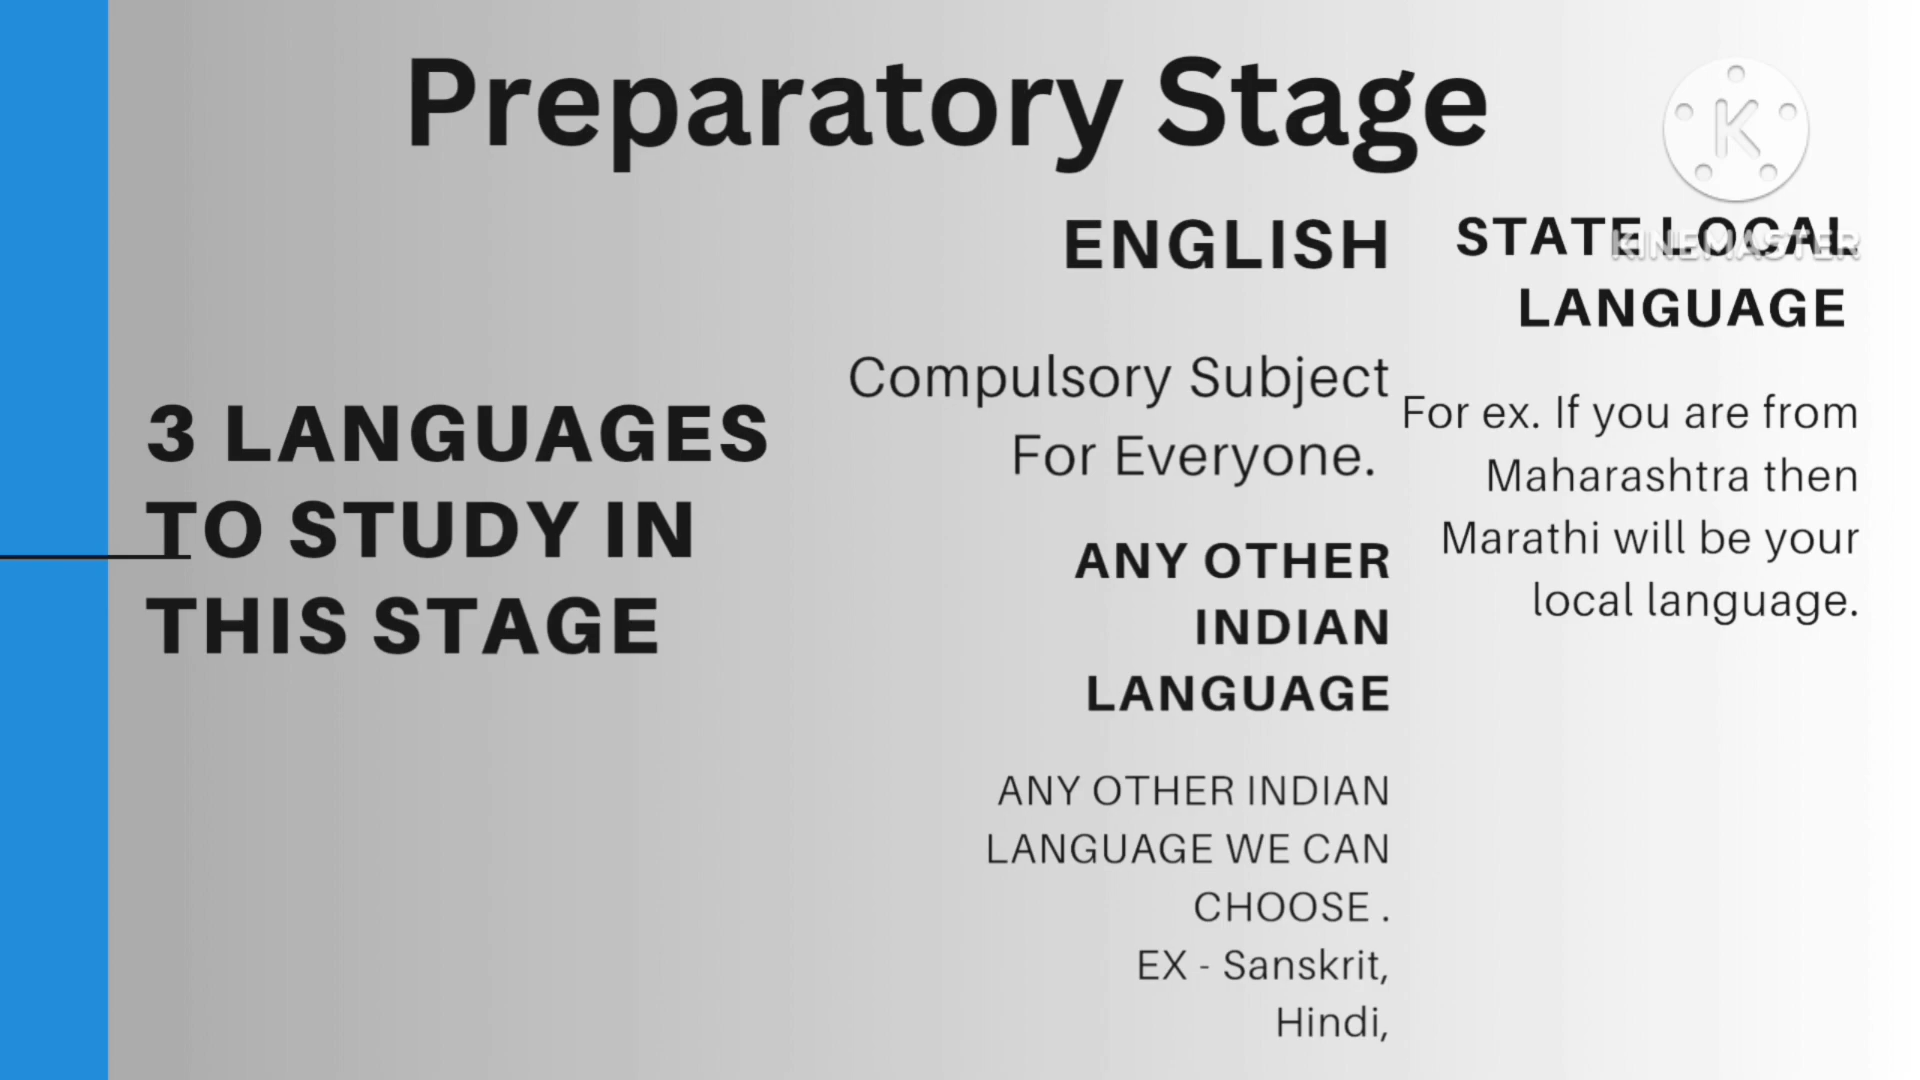 Preparatory Stage
K
KINEMASTER
3 LANGUAGES
TO STUDY IN
THIS STAGE
ENGLISH
Compulsory Subject
For Everyone.
ANY OTHER
INDIAN
LANGUAGE
ANY OTHER INDIAN
LANGUAGE WE CAN
CHOOSE .
EX - Sanskrit,
Hindi,
STATE LOCAL
LANGUAGE
For ex. If you are from
Maharashtra then
Marathi will be your
local language.